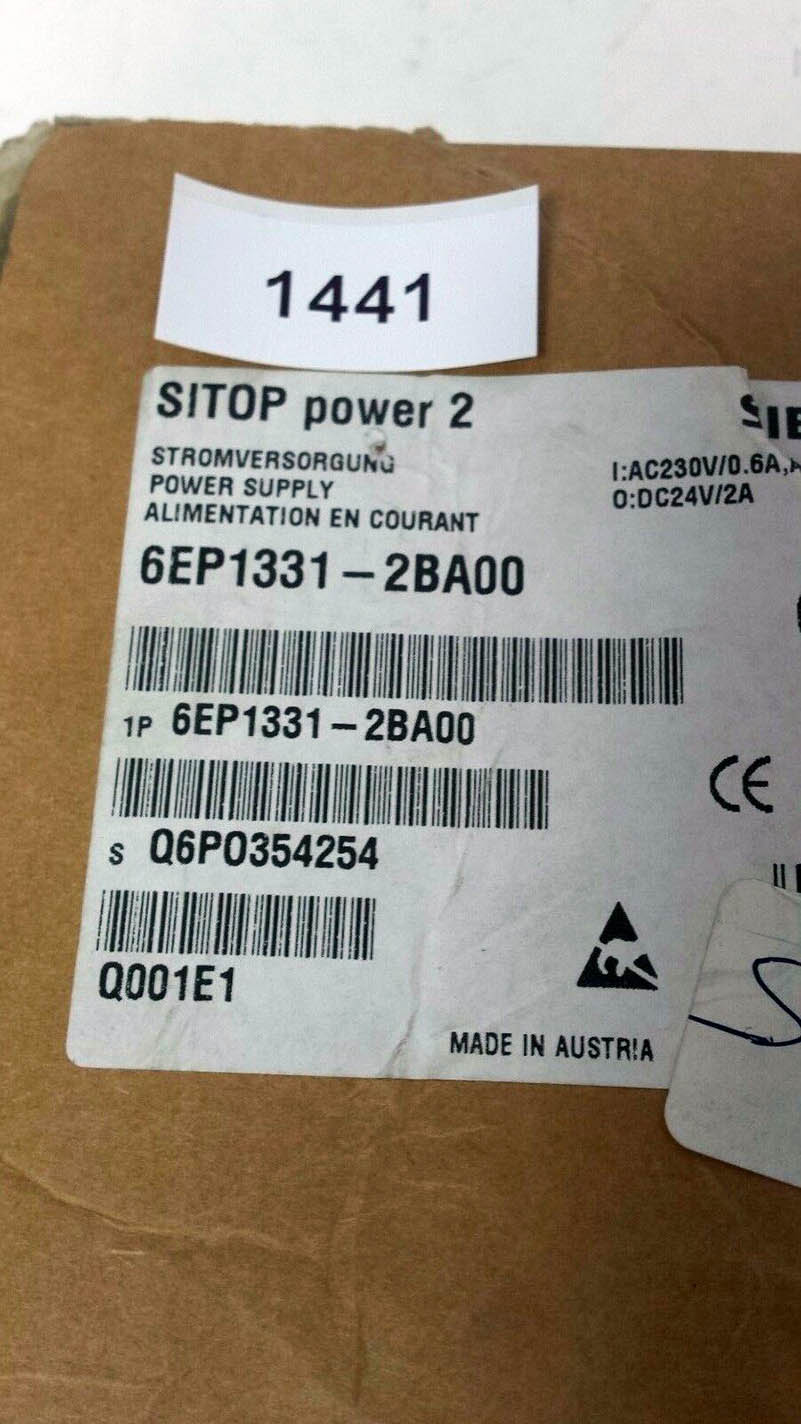 1441
SITOP power 2
STROMVERSORGUNG
POWER SUPPLY
ALIMENTATION EN COURANT
I:AC230V/0.6A,
O:DC24V/2A
6EP1331-2BA00
1P 6EP1331-2BA00
S Q6PO354254
Q001E1
CE
MADE IN AUSTRIA